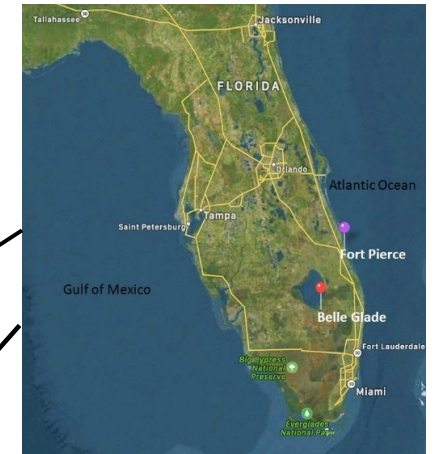 Tallahassee
Jacksonville
FLORIDA
Orlando
Atlantic Ocean
Tampa
Saint Petersburg
Fort Pierce
Gulf of Mexico
Belle Glade
Fort Lauderdale
Big Cypress
National
Preserve
Miami
Everglades
National Park